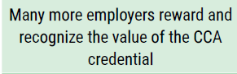 Many more employers reward and
recognize the value of the CCA
credential